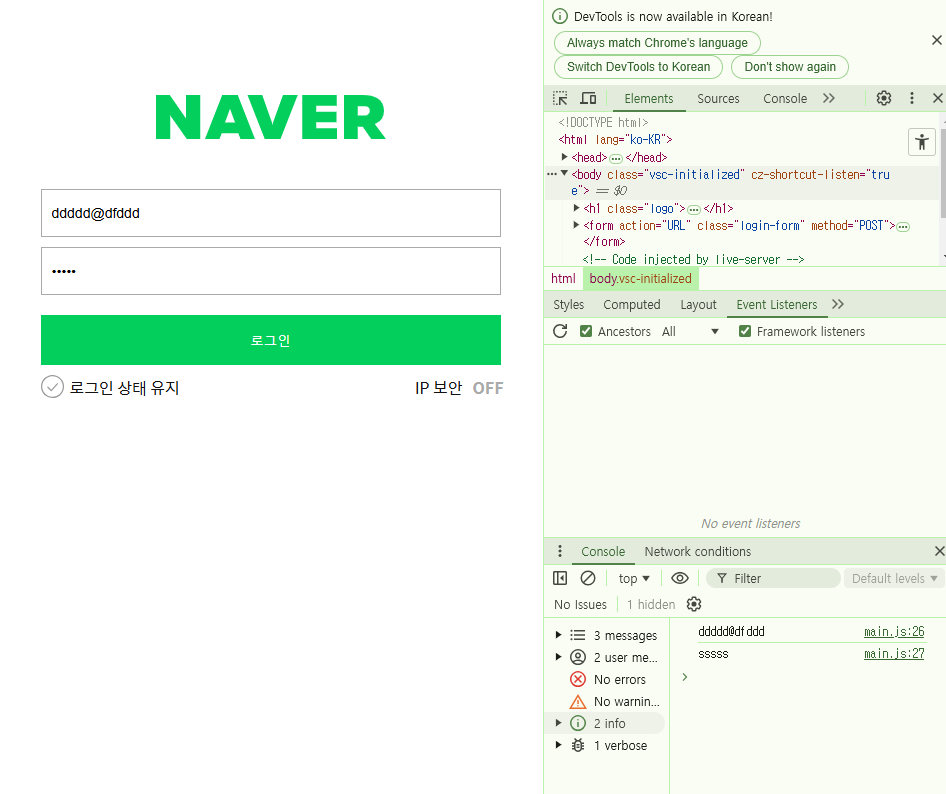 NAVER
ddddd@dfddd
•••••
로그인
로그인 상태 유지
IP 보안 OFF
DevTools is now available in Korean!
Always match Chrome's language
Switch DevTools to Korean
Don't show again
Elements
Sources
Console
<!DOCTYPE html>
<html lang="ko-KR">
<head>…</head>
<body class="vsc-initialized" cz-shortcut-listen="tru
e"> == $0
<h1 class="logo">…</h1>
<form action="URL" class="login-form" method="POST">…
</form>
<!-- Code injected by live-server -->
html body.vsc-initialized
Styles Computed Layout Event Listeners
Ancestors All Framework listeners
No event listeners
Console Network conditions
top Filter Default levels
No Issues 1 hidden
3 messages
2 user me...
No errors
No warnin...
2 info
1 verbose
ddddd@dfddd main.js:26
sssss main.js:27